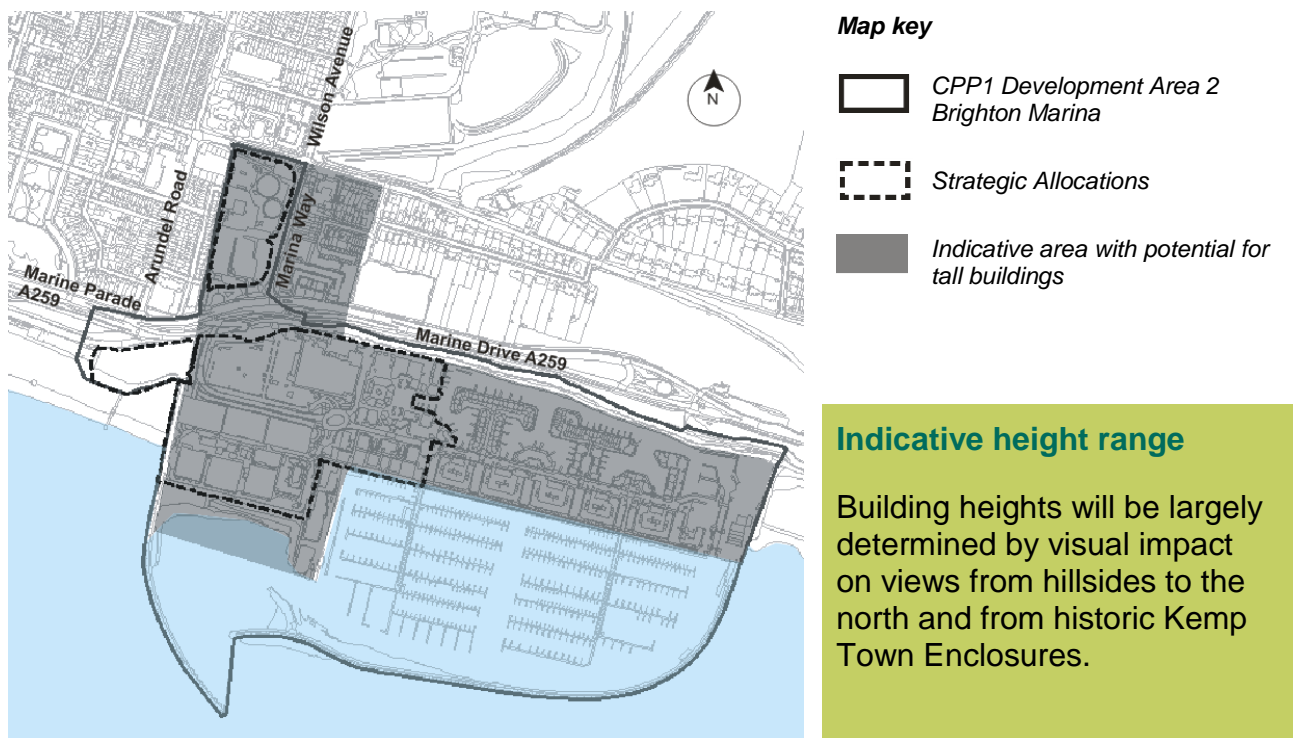 Wilson Avenue
Arundel Road
Marina Way
Marine Parade
A259
Marine Drive A259
N
Map key
CPP1 Development Area 2
Brighton Marina
Strategic Allocations
Indicative area with potential for
tall buildings
Indicative height range
Building heights will be largely
determined by visual impact
on views from hillsides to the
north and from historic Kemp
Town Enclosures.